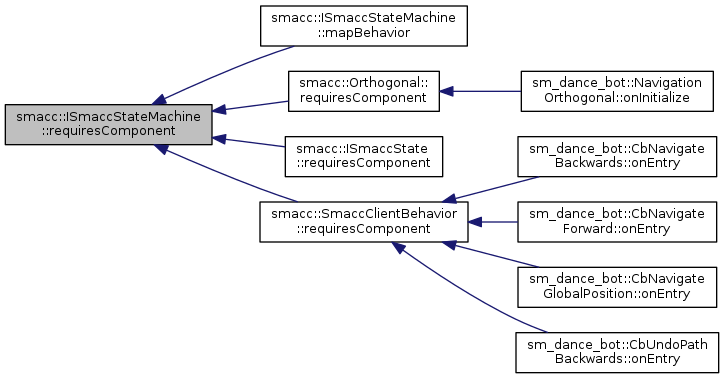 smacc::ISmaccStateMachine
::requiresComponent
smacc::ISmaccStateMachine
::mapBehavior
smacc::Orthogonal::
requiresComponent
smacc::ISmaccState
::requiresComponent
smacc::SmaccClientBehavior
::requiresComponent
sm_dance_bot::Navigation
Orthogonal::onInitialize
sm_dance_bot::CbNavigate
Backwards::onEntry
sm_dance_bot::CbNavigate
Forward::onEntry
sm_dance_bot::CbNavigate
GlobalPosition::onEntry
sm_dance_bot::CbUndoPath
Backwards::onEntry